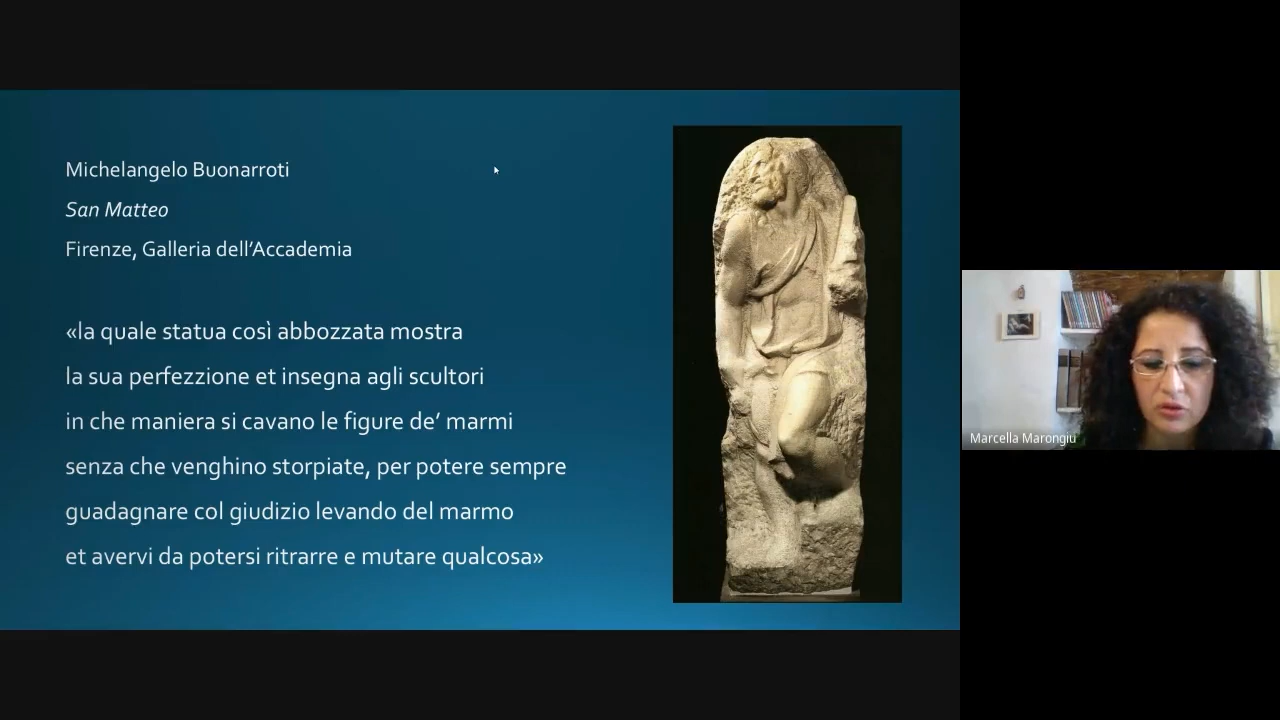 Michelangelo Buonarroti
San Matteo
Firenze, Galleria dell’Accademia
«la quale statua così abbozzata mostra
la sua perfezzione et insegna agli scultori
in che maniera si cavano le figure de’ marmi
senza che venghino storpiate, per potere sempre
guadagnare col giudizio levando del marmo
et avervi da potersi ritrarre e mutare qualcosa»
Marcella Marongiu